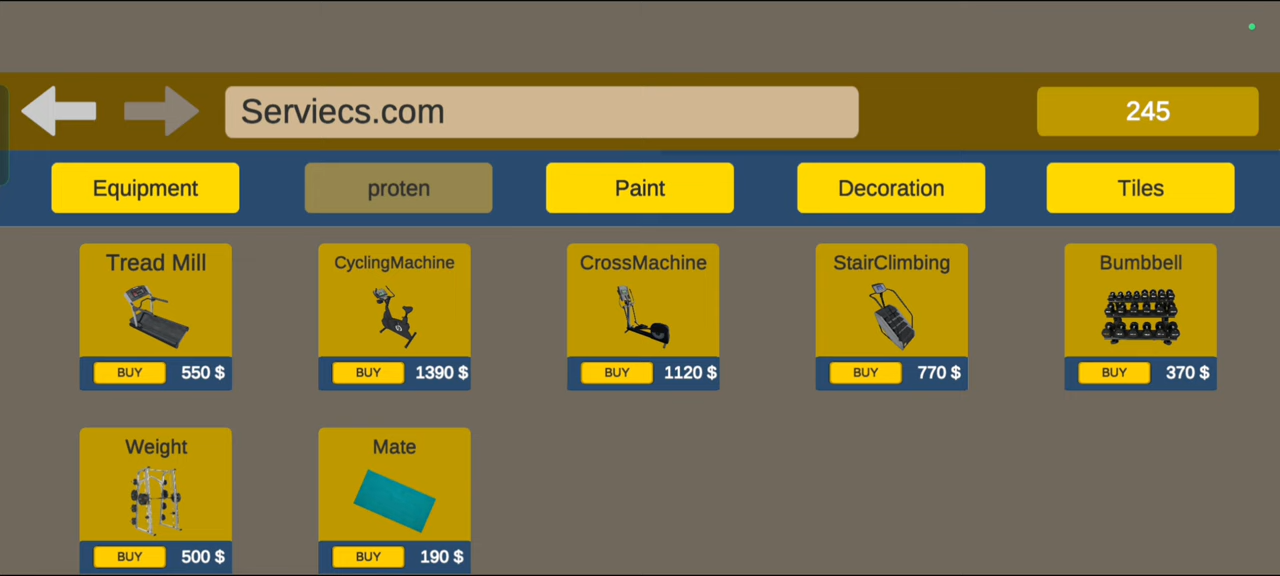 Serviecs.com
245
Equipment
proten
Paint
Decoration
Tiles
Tread Mill
CyclingMachine
CrossMachine
StairClimbing
Bumbbell
BUY 550 $
BUY 1390 $
BUY 1120 $
BUY 770 $
BUY 370 $
Weight
Mate
BUY 500 $
BUY 190 $